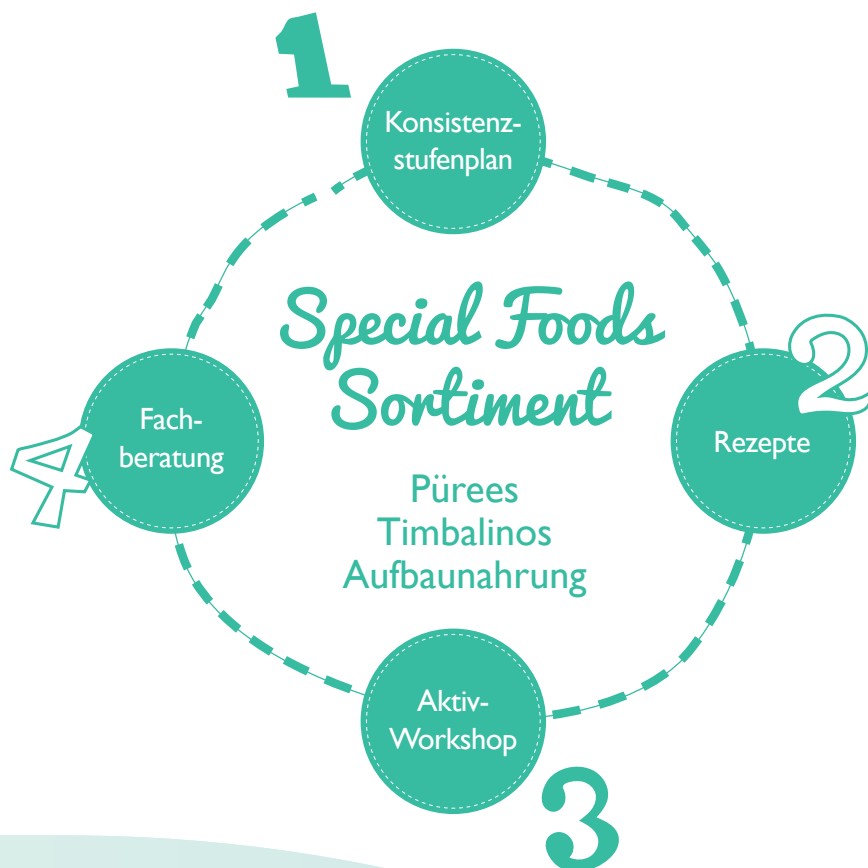 1
Konsistenz-
stufenplan
Special Foods
Sortiment
Pürees
Timbalinos
Aufbaunahrung
2
Rezepte
3
Aktiv-
Workshop
4
Fach-
beratung